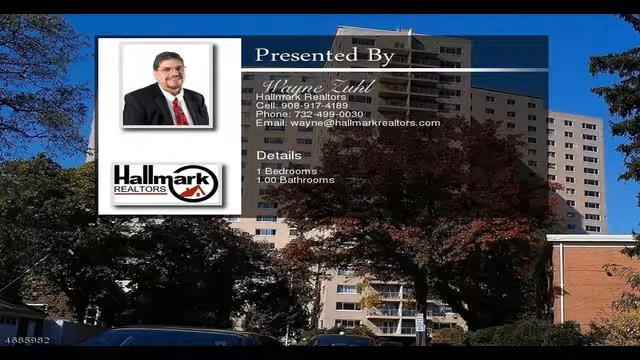 Presented By
Wayne Zuhl
Hallmark Realtors
Cell: 908-917-4189
Phone: 732-499-0030
Email: wayne@hallmarkrealtors.com
Details
1 Bedrooms
1.00 Bathrooms
Hallmark
REALTORS
4685982